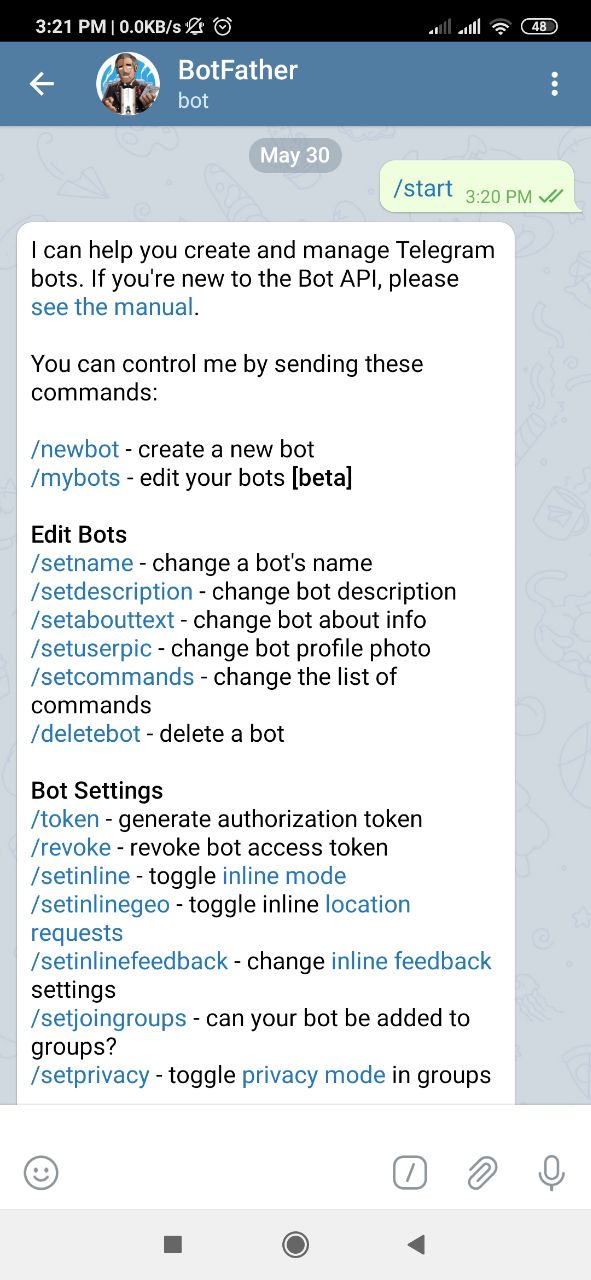 3:21 PM | 0.0KB/s
48
BotFather
bot
May 30
/start 3:20 PM
I can help you create and manage Telegram
bots. If you're new to the Bot API, please
see the manual.
You can control me by sending these
commands:
/newbot - create a new bot
/mybots - edit your bots [beta]
Edit Bots
/setname - change a bot's name
/setdescription - change bot description
/setabouttext - change bot about info
/setuserpic - change bot profile photo
/setcommands - change the list of
commands
/deletebot - delete a bot
Bot Settings
/token - generate authorization token
/revoke - revoke bot access token
/setinline - toggle inline mode
/setinlinegeo - toggle inline location
requests
/setinlinefeedback - change inline feedback
settings
/setjoingroups - can your bot be added to
groups?
/setprivacy - toggle privacy mode in groups